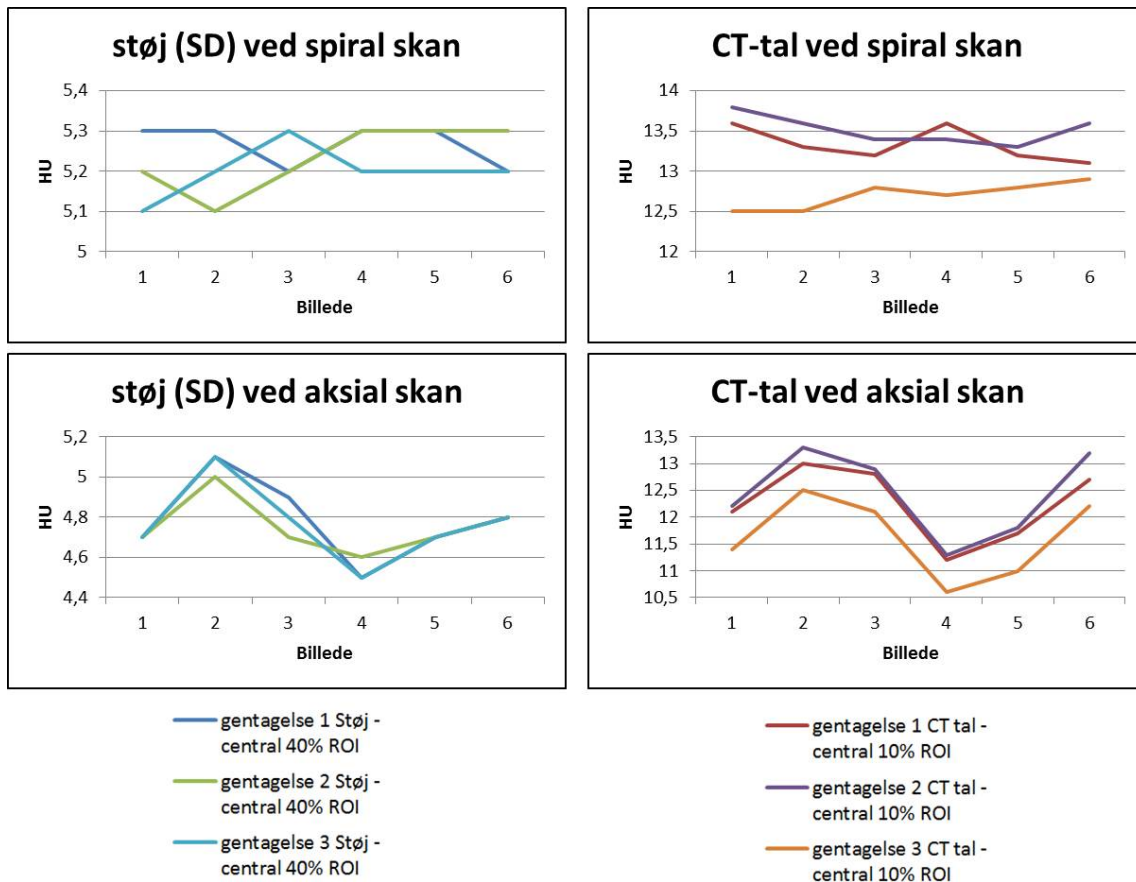 støj (SD) ved spiral skan
5,4
5,3
5,2
5,1
5
HU
1 2 3 4 5 6
Billede
CT-tal ved spiral skan
14
13,5
13
12,5
12
HU
1 2 3 4 5 6
Billede
støj (SD) ved aksial skan
5,2
5
4,8
4,6
4,4
HU
1 2 3 4 5 6
Billede
CT-tal ved aksial skan
13,5
13
12,5
12
11,5
11
10,5
HU
1 2 3 4 5 6
Billede
gentagelse 1 Støj -
central 40% ROI
gentagelse 2 Støj -
central 40% ROI
gentagelse 3 Støj -
central 40% ROI
gentagelse 1 CT tal -
central 10% ROI
gentagelse 2 CT tal -
central 10% ROI
gentagelse 3 CT tal -
central 10% ROI